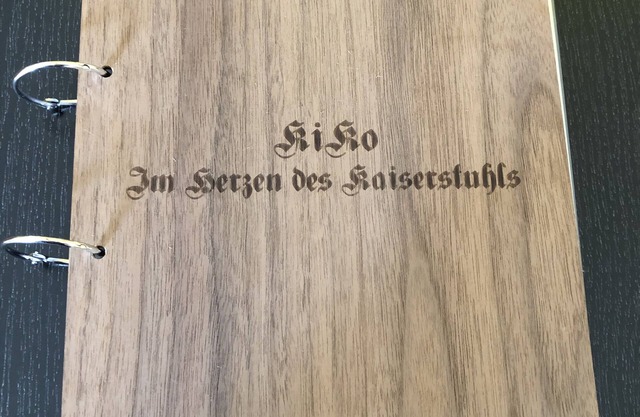 KiKo
Im Herzen des Kaiserstuhls